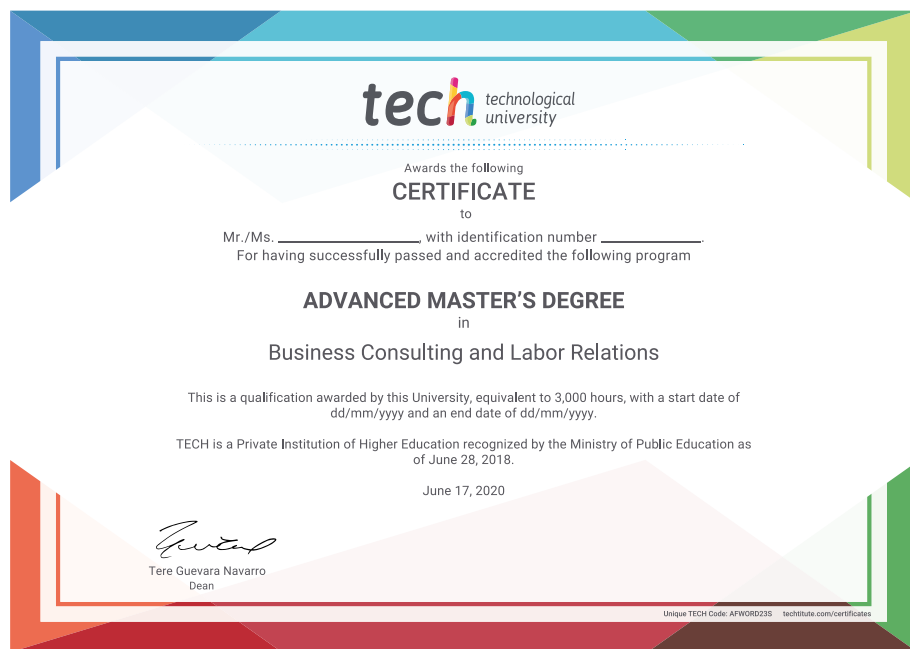 tech technological
university
Awards the following
CERTIFICATE
to
Mr./Ms. ____________, with identification number ____________.
For having successfully passed and accredited the following program
ADVANCED MASTER’S DEGREE
in
Business Consulting and Labor Relations
This is a qualification awarded by this University, equivalent to 3,000 hours, with a start date of
dd/mm/yyyy and an end date of dd/mm/yyyy.
TECH is a Private Institution of Higher Education recognized by the Ministry of Public Education as
of June 28, 2018.
June 17, 2020
Tere Guevara Navarro
Dean
Unique TECH Code: AFWORD23S techtitute.com/certificates